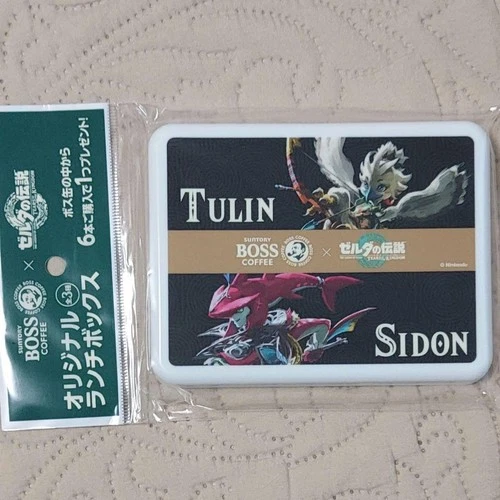 ボス缶の中から
6本ご購入で1つプレゼント!
SUNTORY
BOSS
COFFEE
×
ゼルダの伝説
オリジナル
全3種
ランチボックス
TULIN
SUNTORY
BOSS
COFFEE
×
ゼルダの伝説
© Nintendo
SIDON